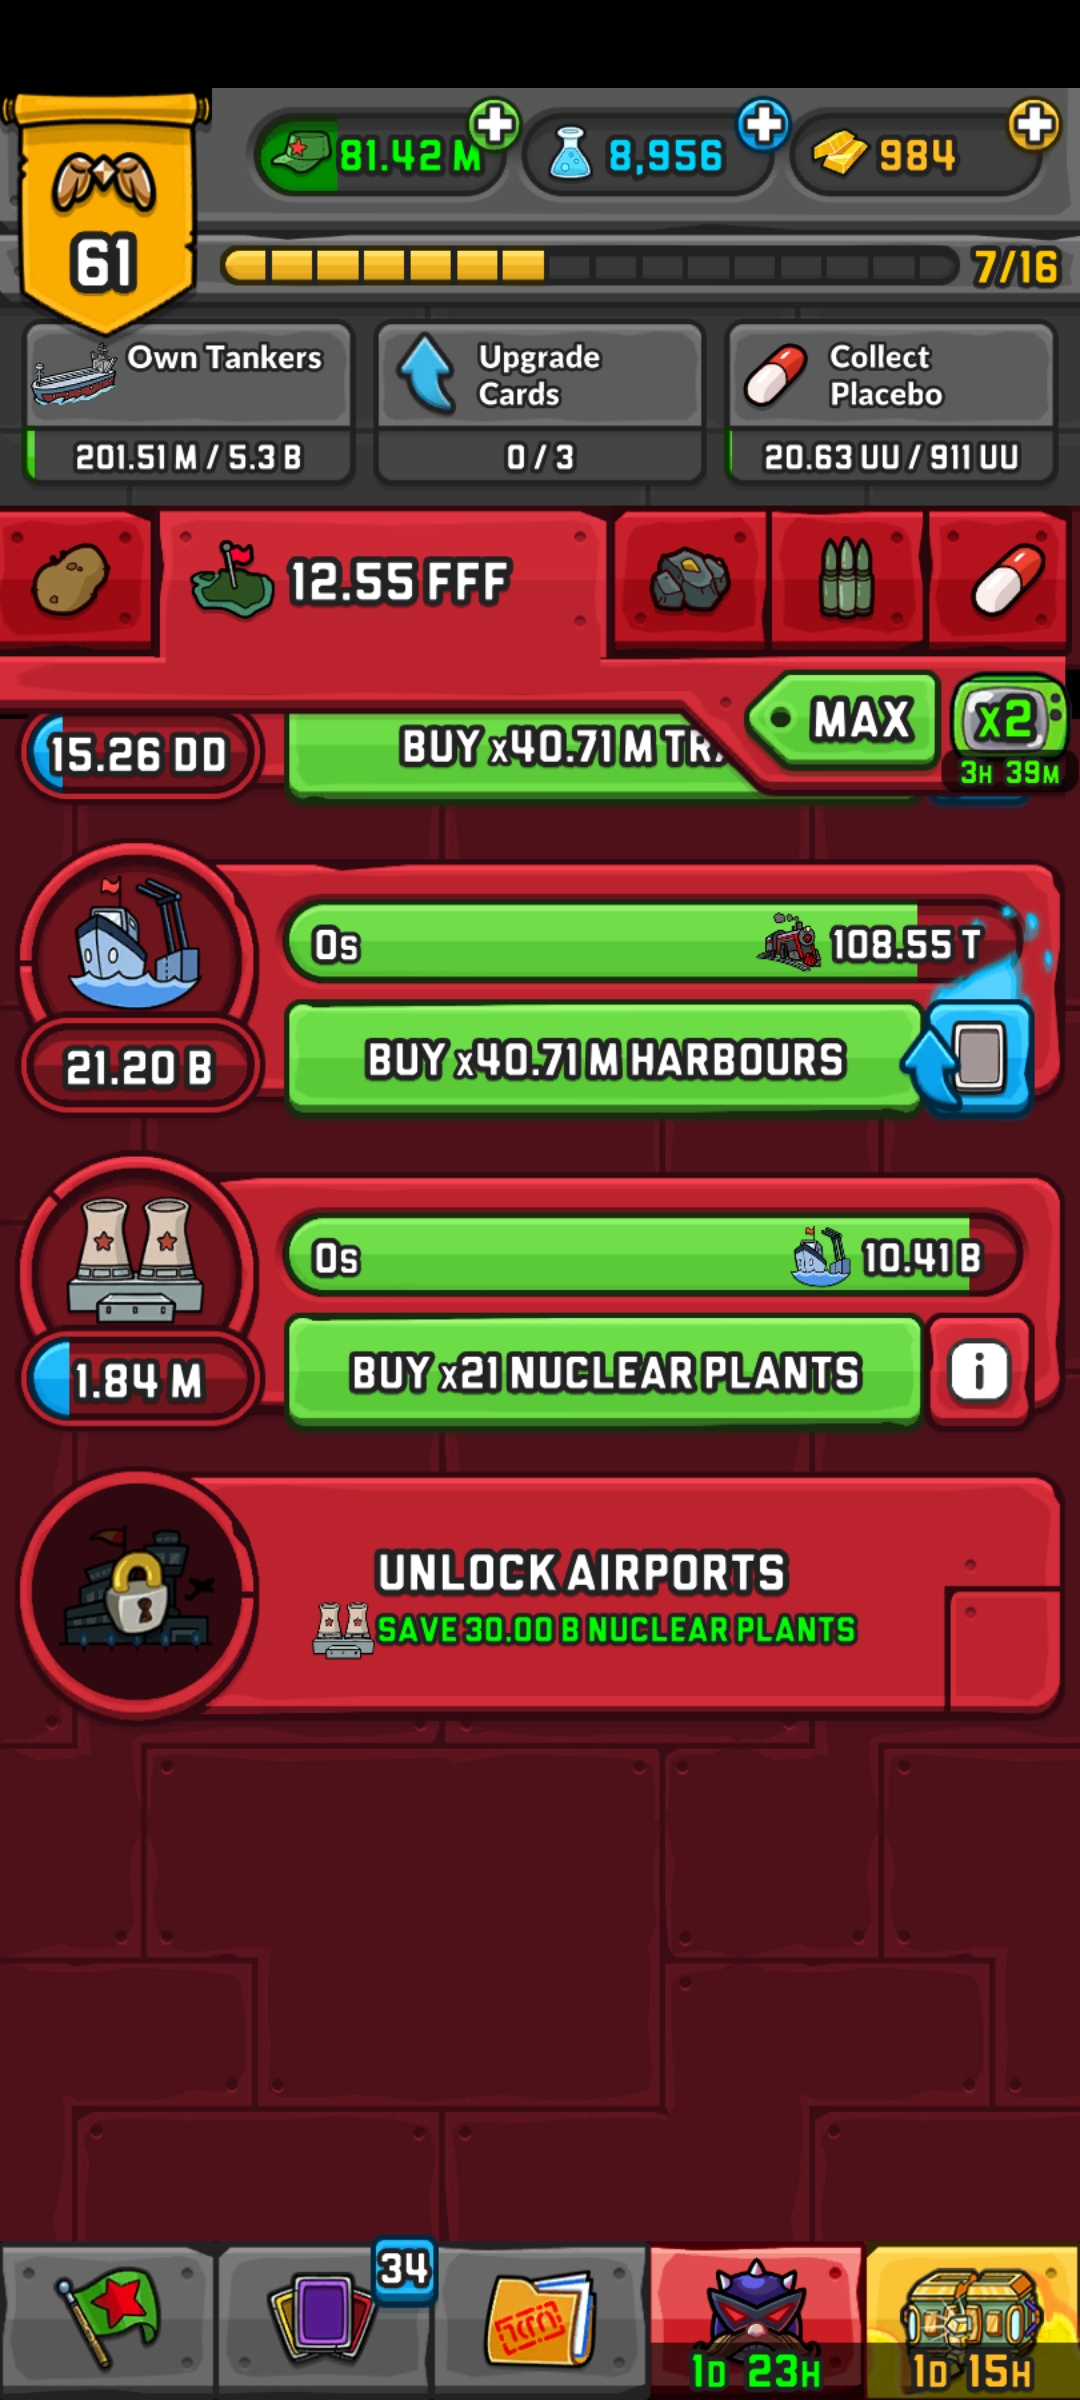 81.42 M
8,956
984
61
7/16
Own Tankers
201.51 M / 5.3 B
Upgrade
Cards
0 / 3
Collect
Placebo
20.63 UU / 911 UU
12.55 FFF
MAX
x2
3H 39M
15.26 DD
BUY x40.71 M
0s
108.55 T
21.20 B
BUY x40.71 M HARBOURS
0s
10.41 B
1.84 M
BUY x21 NUCLEAR PLANTS
i
UNLOCK AIRPORTS
SAVE 30.00 B NUCLEAR PLANTS
34
1D 23H
1D 15H